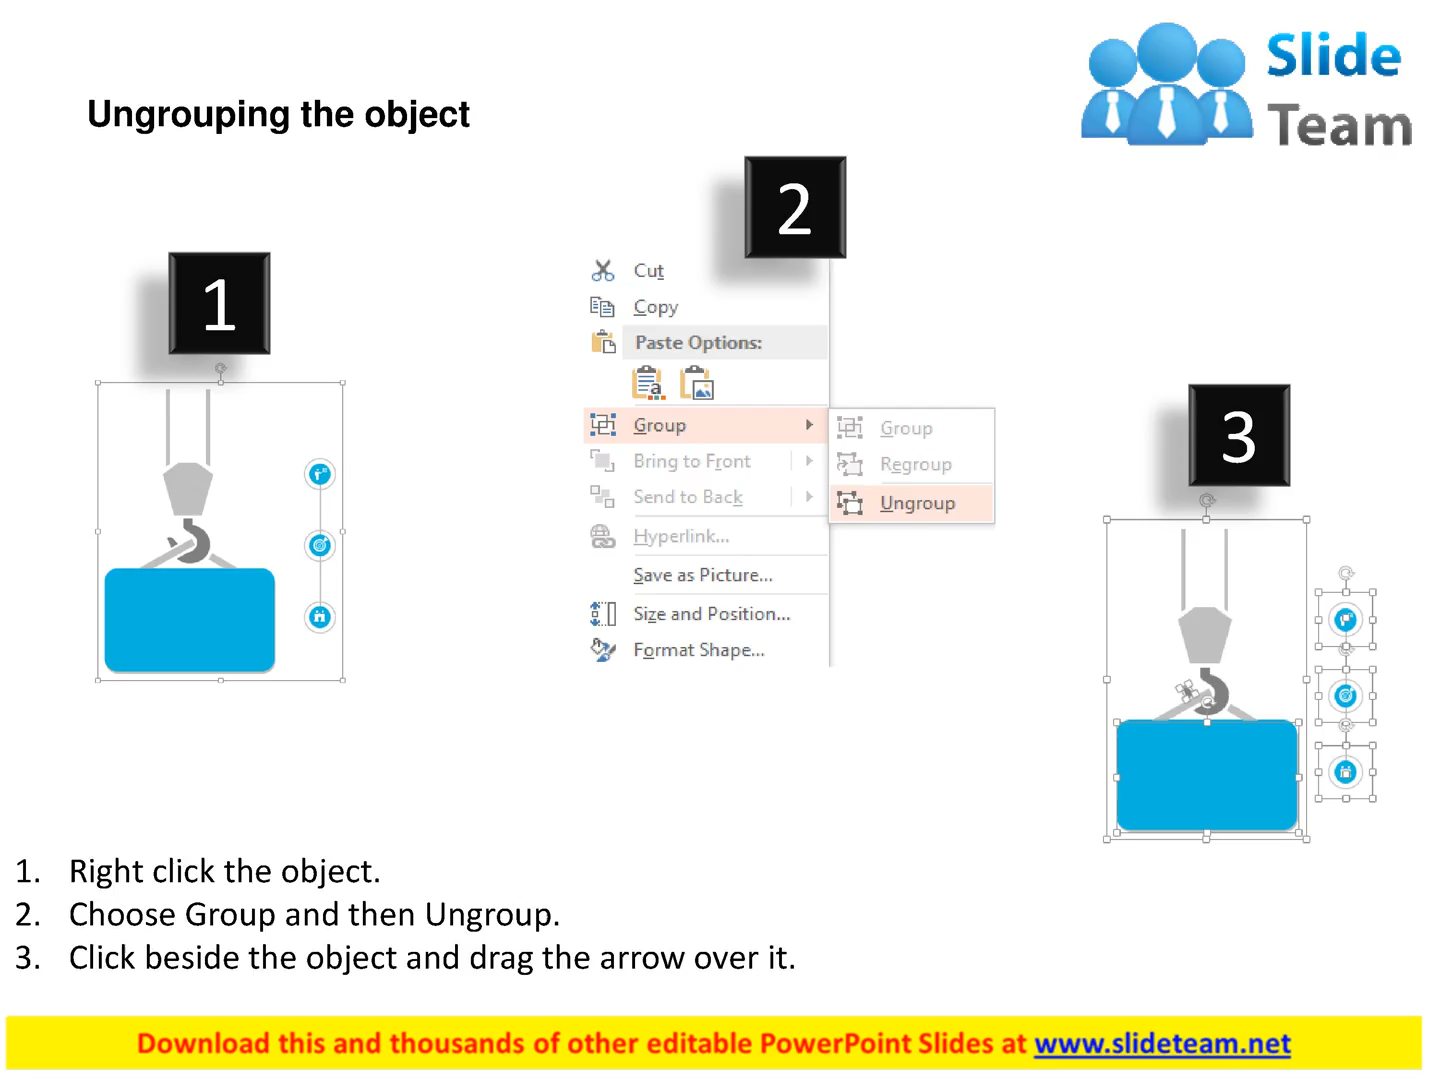 Slide
Team
Ungrouping the object
1
2
3
Cut
Copy
Paste Options:
a
Group
Bring to Front
Send to Back
Hyperlink...
Save as Picture...
Size and Position...
Format Shape...
Group
Regroup
Ungroup
1. Right click the object.
2. Choose Group and then Ungroup.
3. Click beside the object and drag the arrow over it.
Download this and thousands of other editable PowerPoint Slides at www.slideteam.net